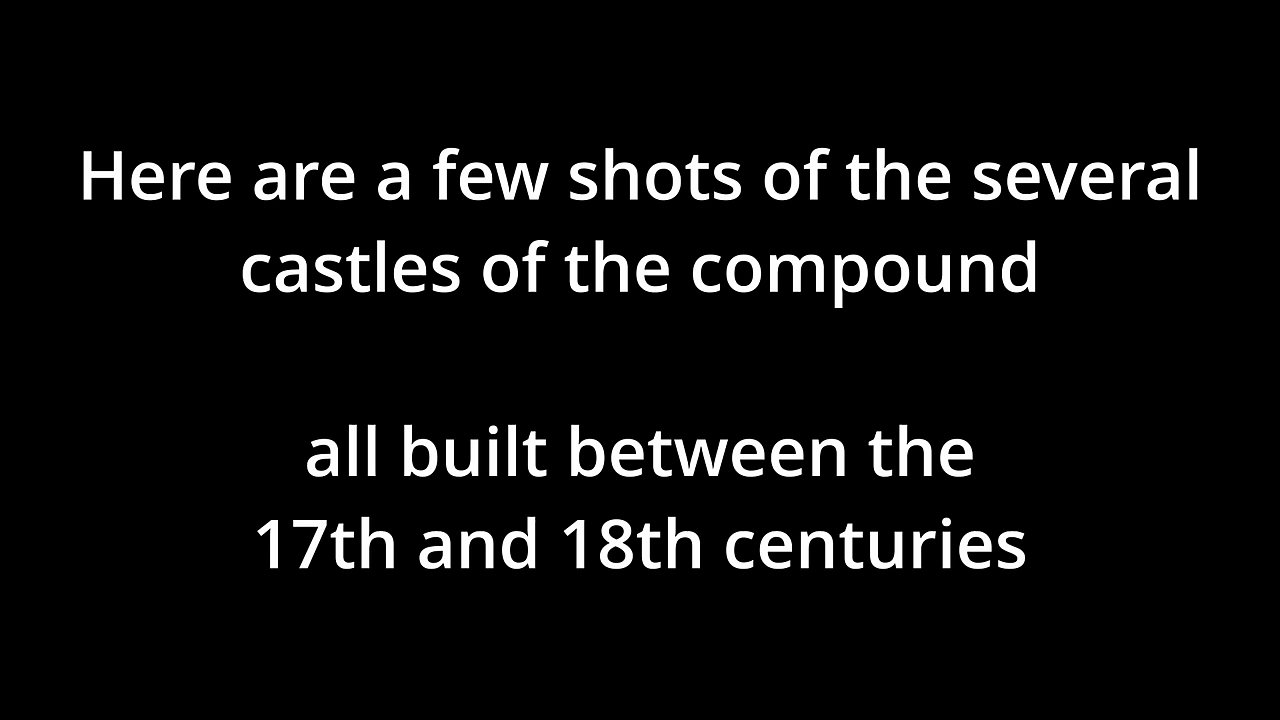 Here are a few shots of the several
castles of the compound
all built between the
17th and 18th centuries